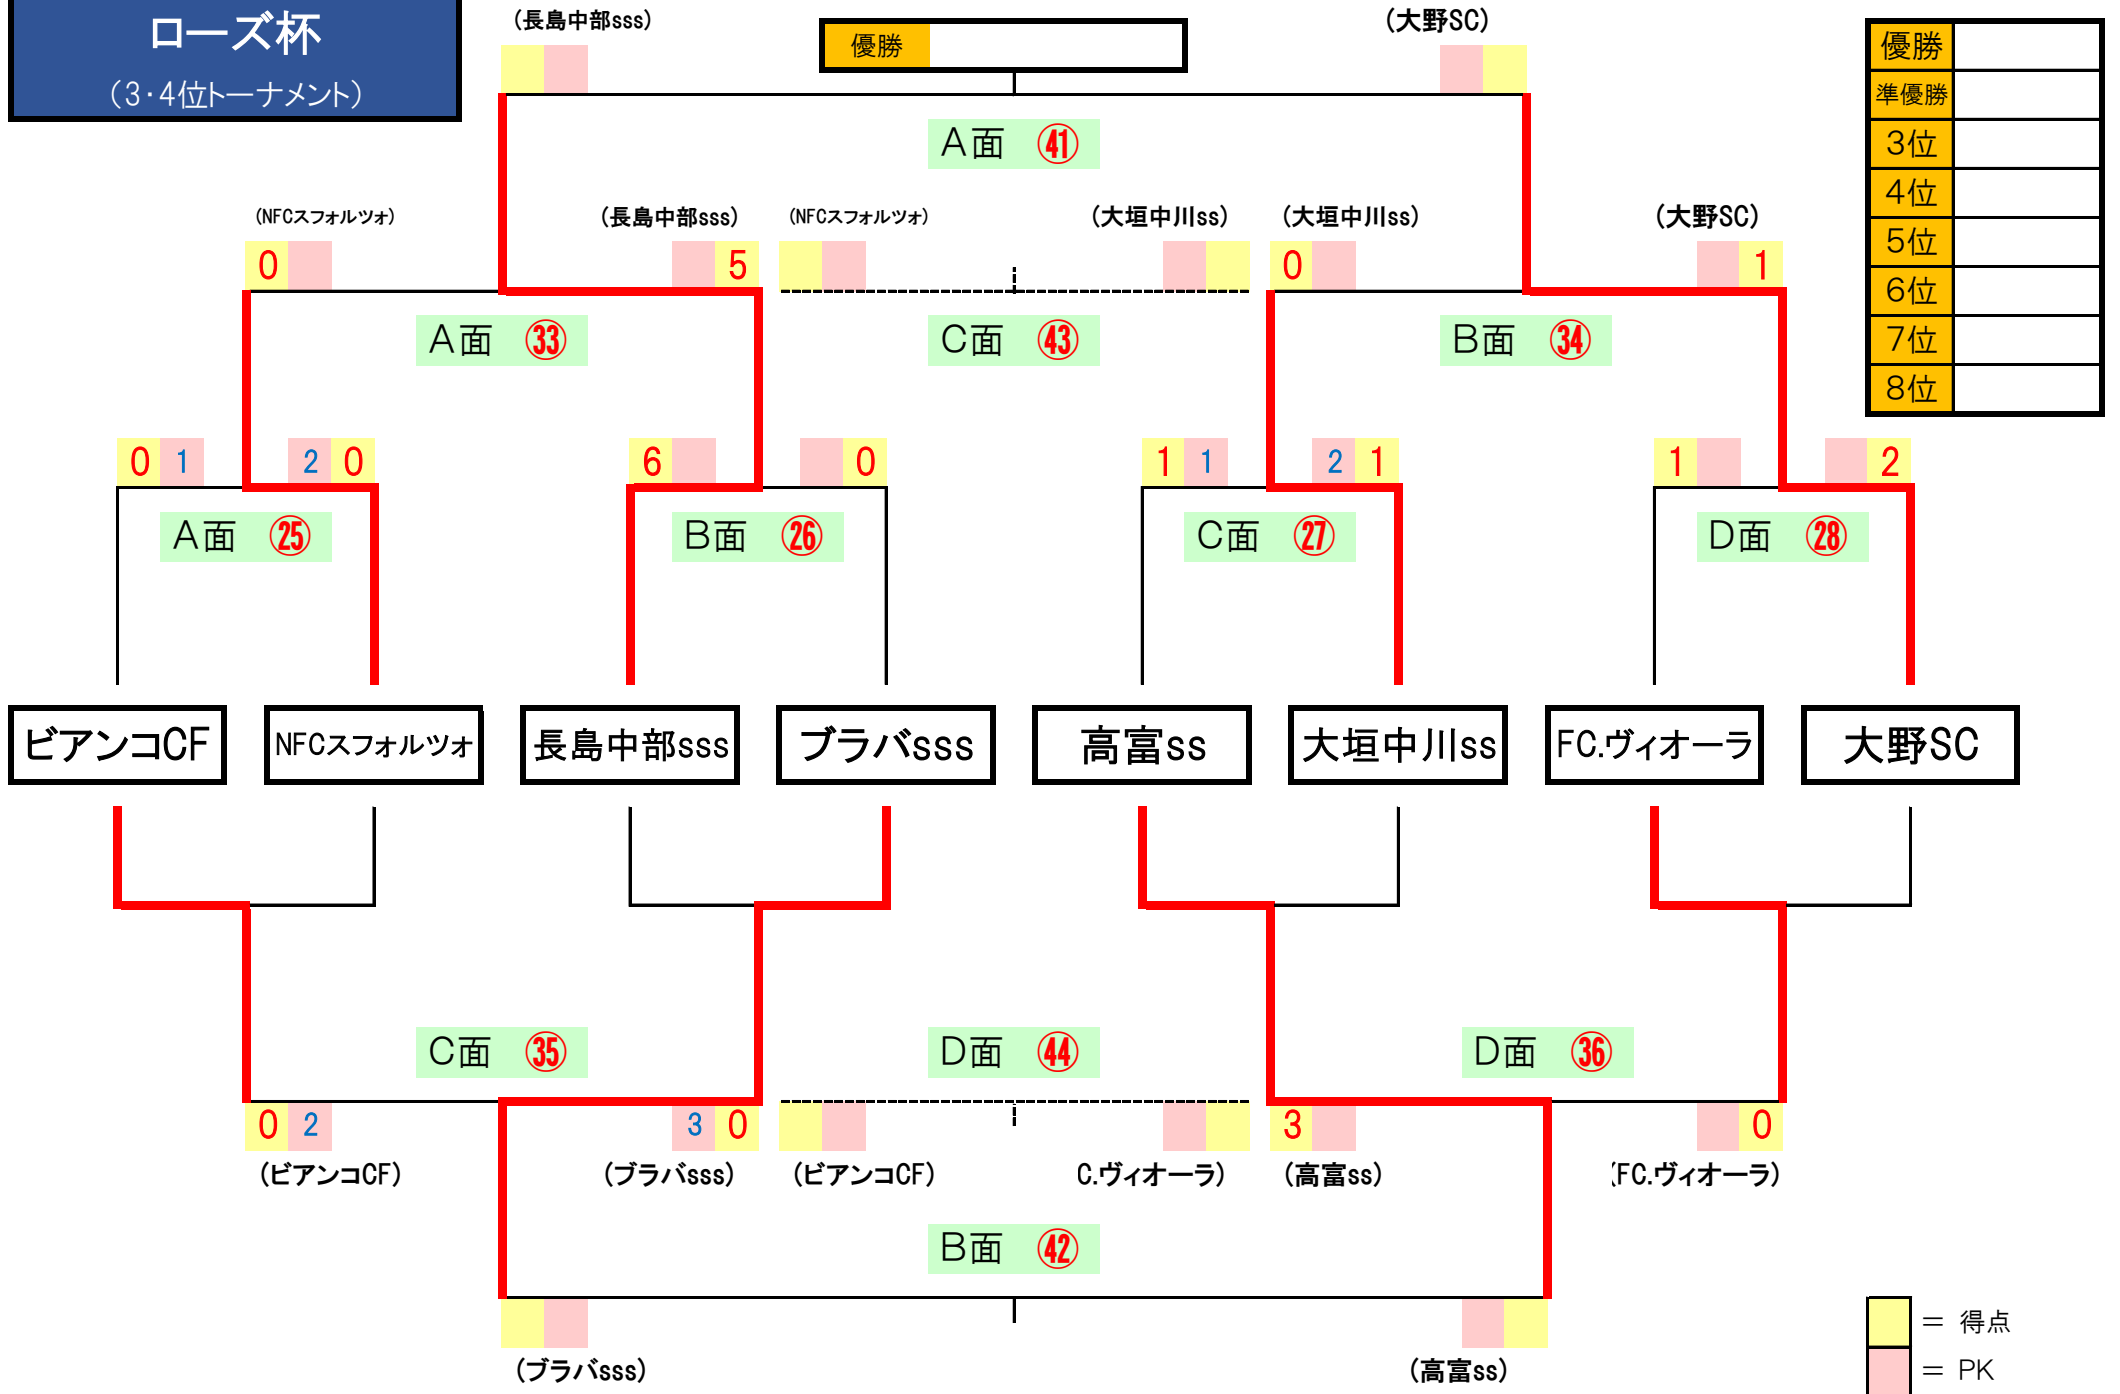 ローズ杯
(3・4位トーナメント)
(長島中部sss)
優勝
(大野SC)
A面 ㊶
(NFCスフォルツォ)
(長島中部sss)
(NFCスフォルツォ)
(大垣中川ss)
(大垣中川ss)
(大野SC)
0
5
0
1
A面 ㉝
C面 ㊸
B面 ㉞
優勝
準優勝
3位
4位
5位
6位
7位
8位
0 1
2 0
6
0
1 1
2 1
1
2
A面 ㉕
B面 ㉖
C面 ㉗
D面 ㉘
ビアンコCF
NFCスフォルツォ
長島中部sss
ブラバsss
高富ss
大垣中川ss
FC.ヴィオーラ
大野SC
C面 ㉟
D面 ㊹
D面 ㊱
0 2
3 0
3
0
(ビアンコCF)
(ブラバsss)
(ビアンコCF)
C.ヴィオーラ)
(高富ss)
(FC.ヴィオーラ)
B面 ㊷
(ブラバsss)
(高富ss)
= 得点
= PK